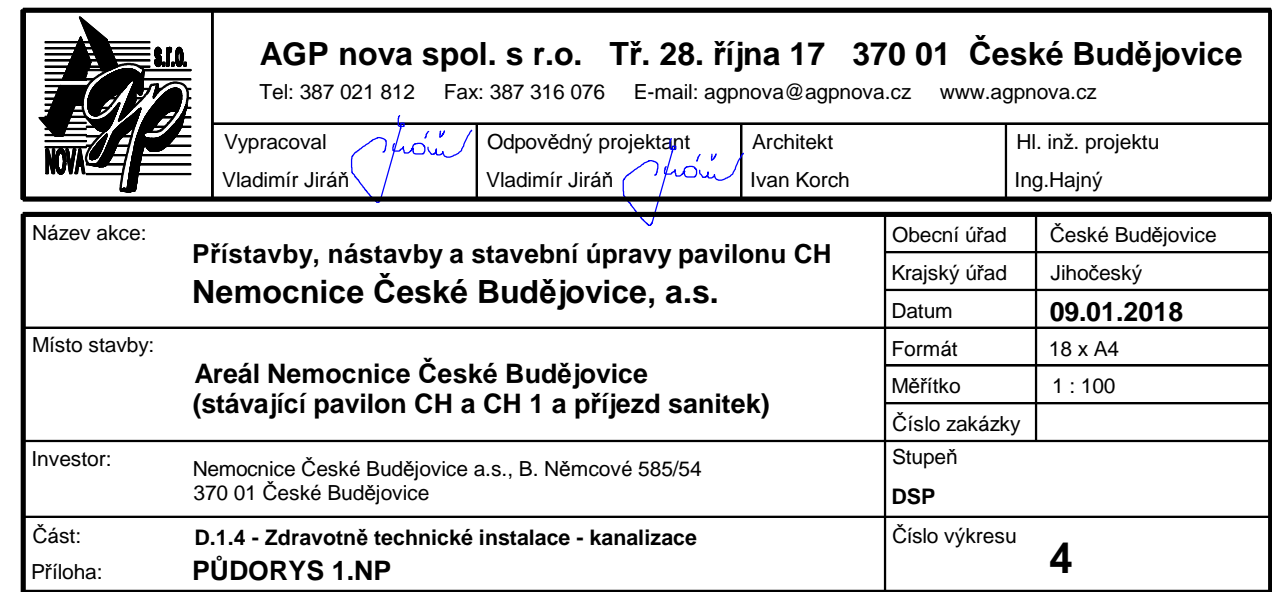 s.r.o.
Agp
NOVA
AGP nova spol. s r.o. Tř. 28. října 17 370 01 České Budějovice
Tel: 387 021 812 Fax: 387 316 076 E-mail: agpnova@agpnova.cz www.agpnova.cz
Vypracoval
Vladimír Jiráň
Odpovědný projektant
Vladimír Jiráň
Architekt
Ivan Korch
Hl. inž. projektu
Ing.Hajný
Název akce:
Přístavby, nástavby a stavební úpravy pavilonu CH
Nemocnice České Budějovice, a.s.
Obecní úřad České Budějovice
Krajský úřad Jihočeský
Datum 09.01.2018
Místo stavby:
Areál Nemocnice České Budějovice
(stávající pavilon CH a CH 1 a příjezd sanitek)
Formát 18 x A4
Měřítko 1 : 100
Číslo zakázky
Investor:
Nemocnice České Budějovice a.s., B. Němcové 585/54
370 01 České Budějovice
Stupeň
DSP
Část: D.1.4 - Zdravotně technické instalace - kanalizace
Příloha: PŮDORYS 1.NP
Číslo výkresu
4